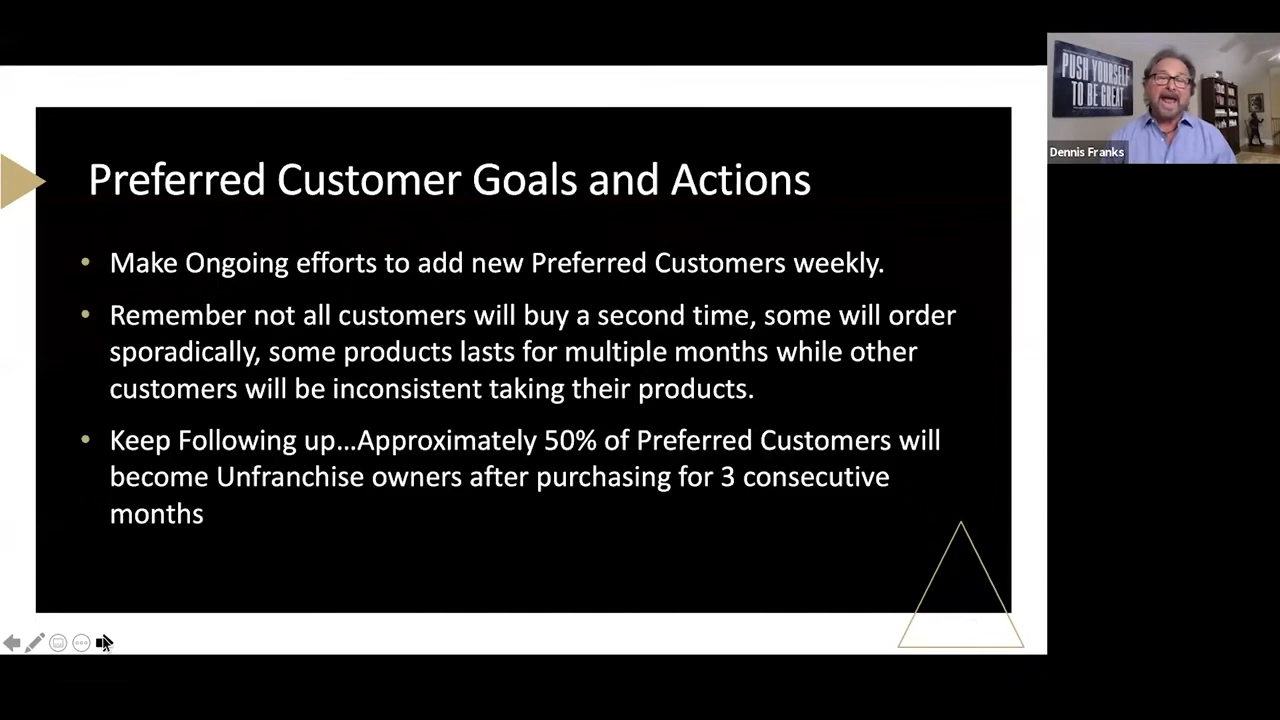 Preferred Customer Goals and Actions
• Make Ongoing efforts to add new Preferred Customers weekly.
• Remember not all customers will buy a second time, some will order
sporadically, some products lasts for multiple months while other
customers will be inconsistent taking their products.
• Keep Following up...Approximately 50% of Preferred Customers will
become Unfranchise owners after purchasing for 3 consecutive
months
PUSH YOURSELF
TO BE GREAT
Dennis Franks